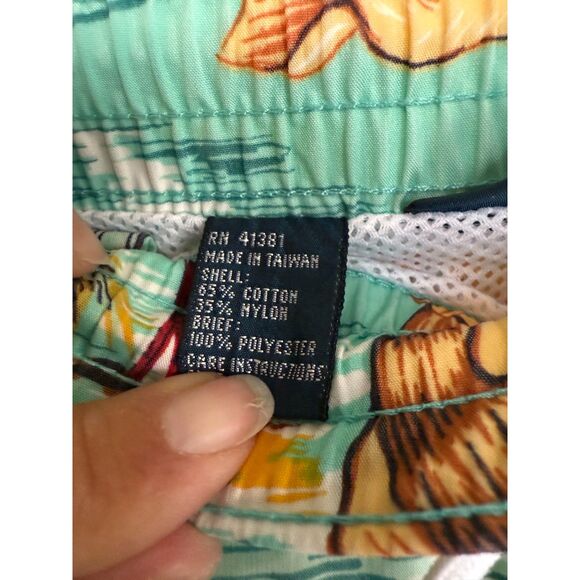 RN 41381
MADE IN TAIWAN
SHELL:
65% COTTON
35% NYLON
BRIEF:
100% POLYESTER
CARE INSTRUCTIONS